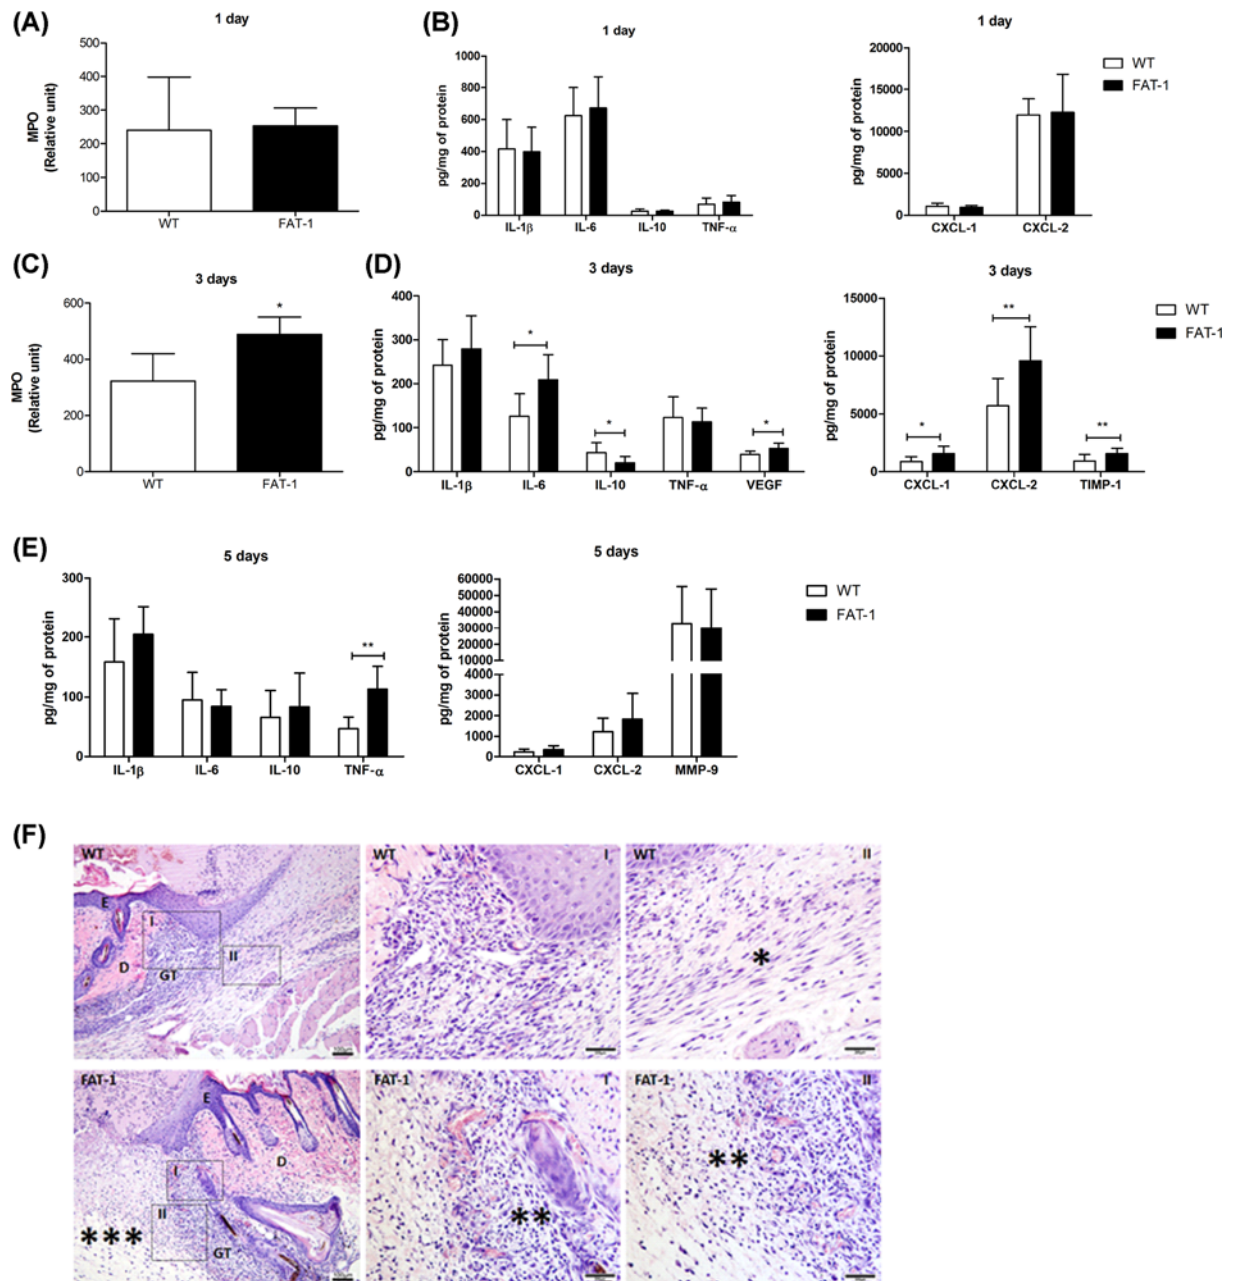 (A)
1 day
500
400
300
200
100
0
MPO
(Relative unit)
WT
FAT-1
(B)
1 day
1000
800
600
400
200
0
pg/mg of protein
IL-1β
IL-6
IL-10
TNF-α
1 day
20000
15000
10000
5000
0
pg/mg of protein
CXCL-1
CXCL-2
WT
FAT-1
(C)
3 days
600
400
200
0
MPO
(Relative unit)
*
WT
FAT-1
(D)
3 days
400
300
200
100
0
pg/mg of protein
*
*
*
IL-1β
IL-6
IL-10
TNF-α
VEGF
3 days
15000
10000
5000
0
pg/mg of protein
*
**
**
CXCL-1
CXCL-2
TIMP-1
WT
FAT-1
(E)
5 days
300
200
100
0
pg/mg of protein
**
IL-1β
IL-6
IL-10
TNF-α
5 days
60000
50000
40000
30000
20000
10000
4000
3000
2000
1000
0
pg/mg of protein
CXCL-1
CXCL-2
MMP-9
WT
FAT-1
(F)
WT
E
I
II
D
GT
WT
I
WT
II
*
FAT-1
E
D
I
II
***
GT
FAT-1
I
**
FAT-1
II
**